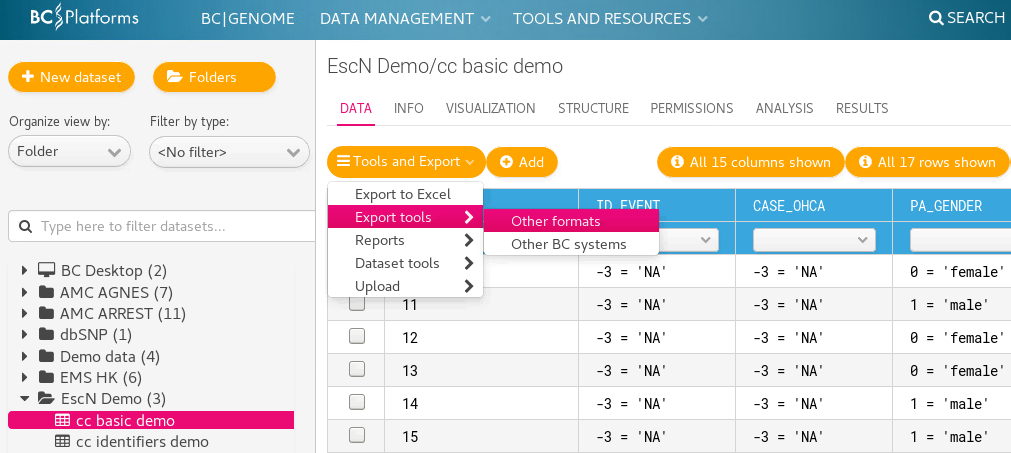 BC Platforms BC|GENOME DATA MANAGEMENT TOOLS AND RESOURCES SEARCH
New dataset Folders
Organize view by: Filter by type:
Folder <No filter>
Type here to filter datasets...
BC Desktop (2)
AMC AGNES (7)
AMC ARREST (11)
dbSNP (1)
Demo data (4)
EMS HK (6)
EscN Demo (3)
cc basic demo
cc identifiers demo
EscN Demo/cc basic demo
DATA INFO VISUALIZATION STRUCTURE PERMISSIONS ANALYSIS RESULTS
Tools and Export Add All 15 columns shown All 17 rows shown
Export to Excel
Export tools
Reports
Dataset tools
Upload
Other formats
Other BC systems
ID_EVENT CASE_OHCA PA_GENDER
-3 = 'NA' -3 = 'NA' 0 = 'female'
11 -3 = 'NA' -3 = 'NA' 1 = 'male'
12 -3 = 'NA' -3 = 'NA' 0 = 'female'
13 -3 = 'NA' -3 = 'NA' 0 = 'female'
14 -3 = 'NA' -3 = 'NA' 1 = 'male'
15 -3 = 'NA' -3 = 'NA' 1 = 'male'